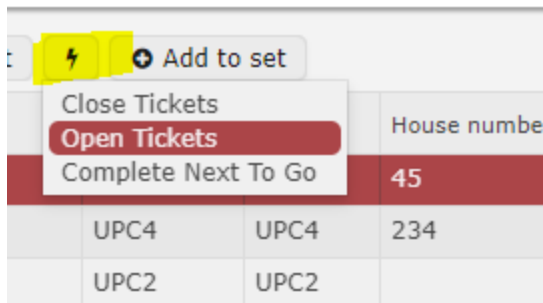 Add to set
Close Tickets
Open Tickets
Complete Next To Go
House numbe
45
UPC4 UPC4 234
UPC2 UPC2